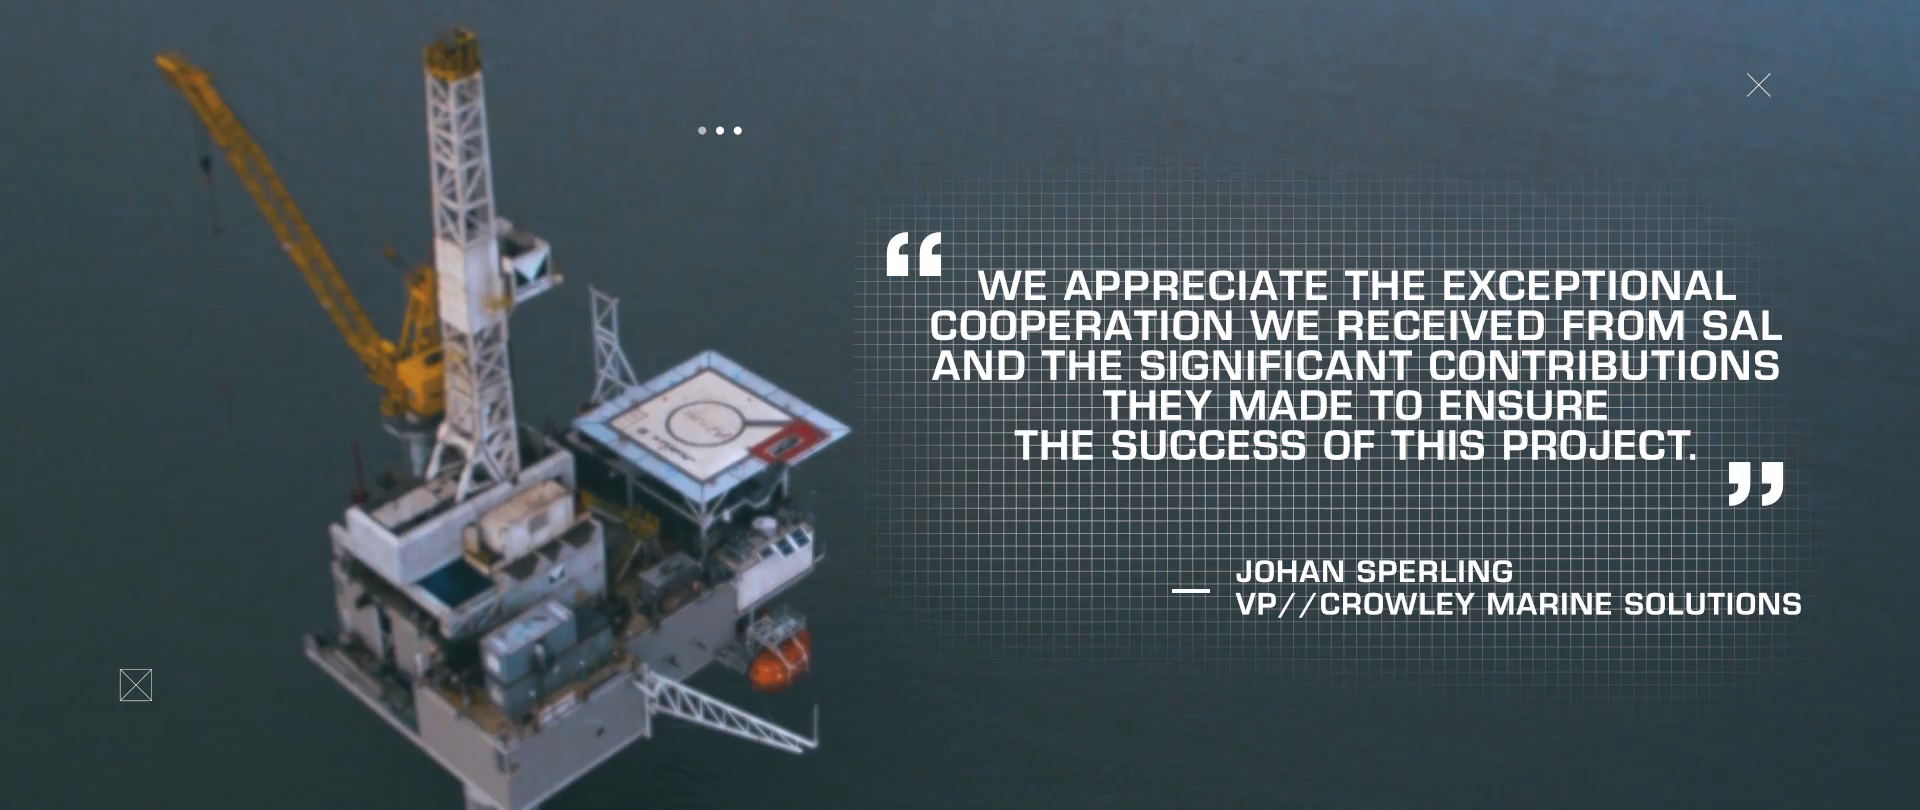 “ WE APPRECIATE THE EXCEPTIONAL
COOPERATION WE RECEIVED FROM SAL
AND THE SIGNIFICANT CONTRIBUTIONS
THEY MADE TO ENSURE
THE SUCCESS OF THIS PROJECT. ”
— JOHAN SPERLING
VP//CROWLEY MARINE SOLUTIONS